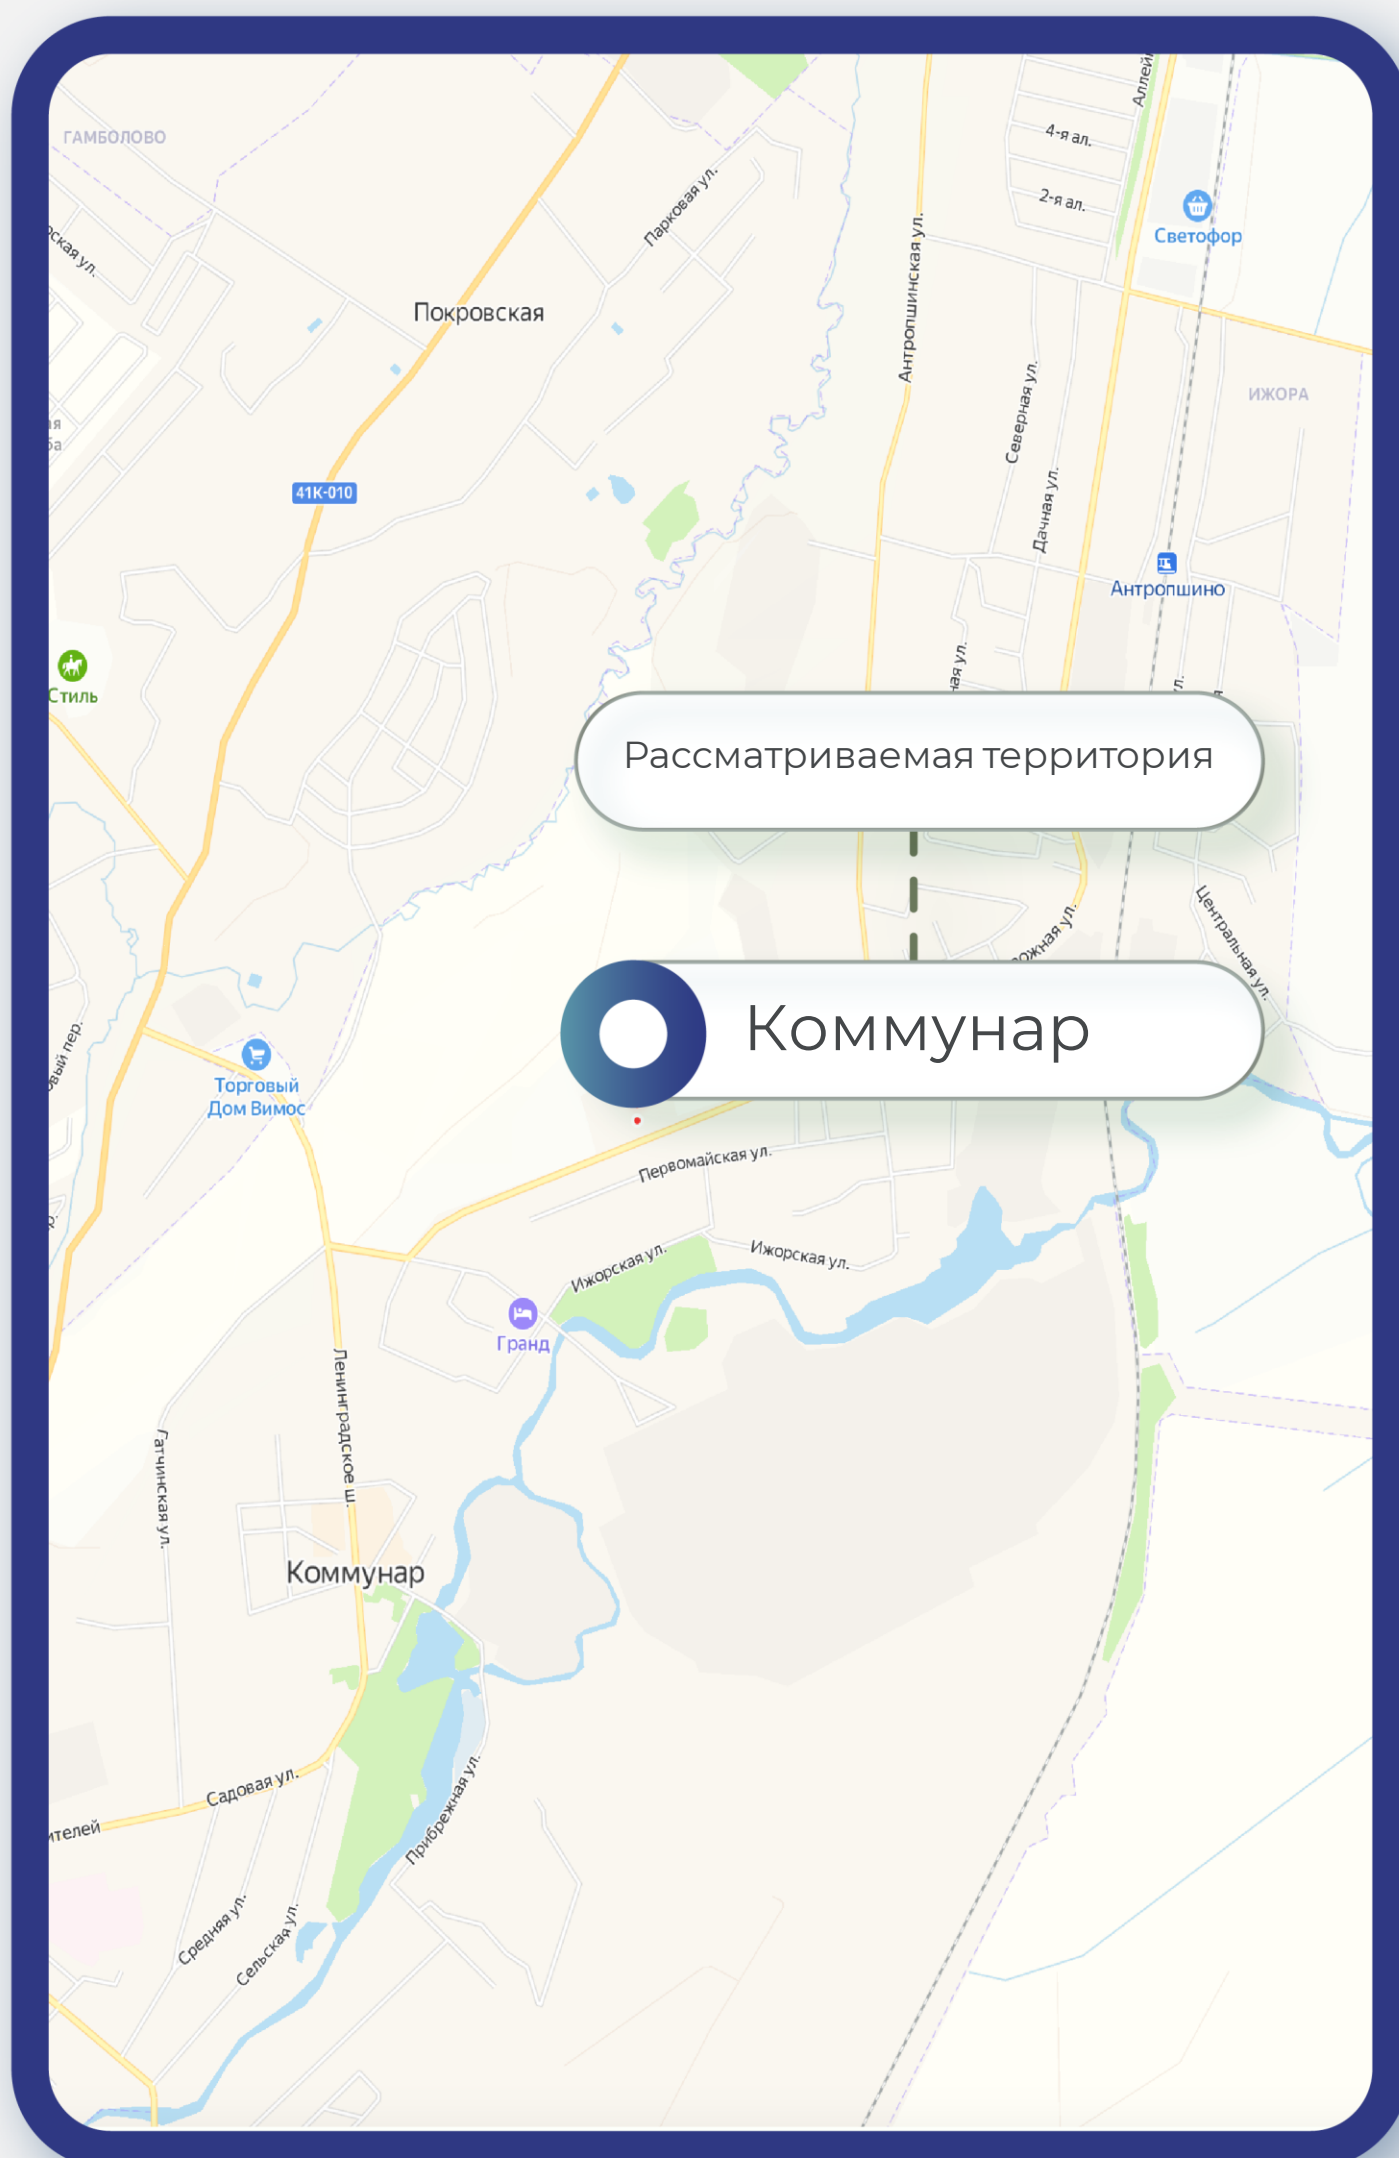 Аллей
ГАМБОЛОВО
4-я ал.
Парковая ул.
2-я ал.
Светофор
Антропшинская ул.
Покровская
ИЖОРА
Северная ул.
41К-010
Дачная ул.
Антропшино
Стиль
Рассматриваемая территория
Центральная ул.
Коммунар
Торговый
Дом Вимос
Первомайская ул.
Ижорская ул.
Ижорская ул.
Гранд
Ленинградское ш.
Гатчинская ул.
Коммунар
Садовая ул.
Прибрежная ул.
ителей
Средняя ул.
Сельская ул.